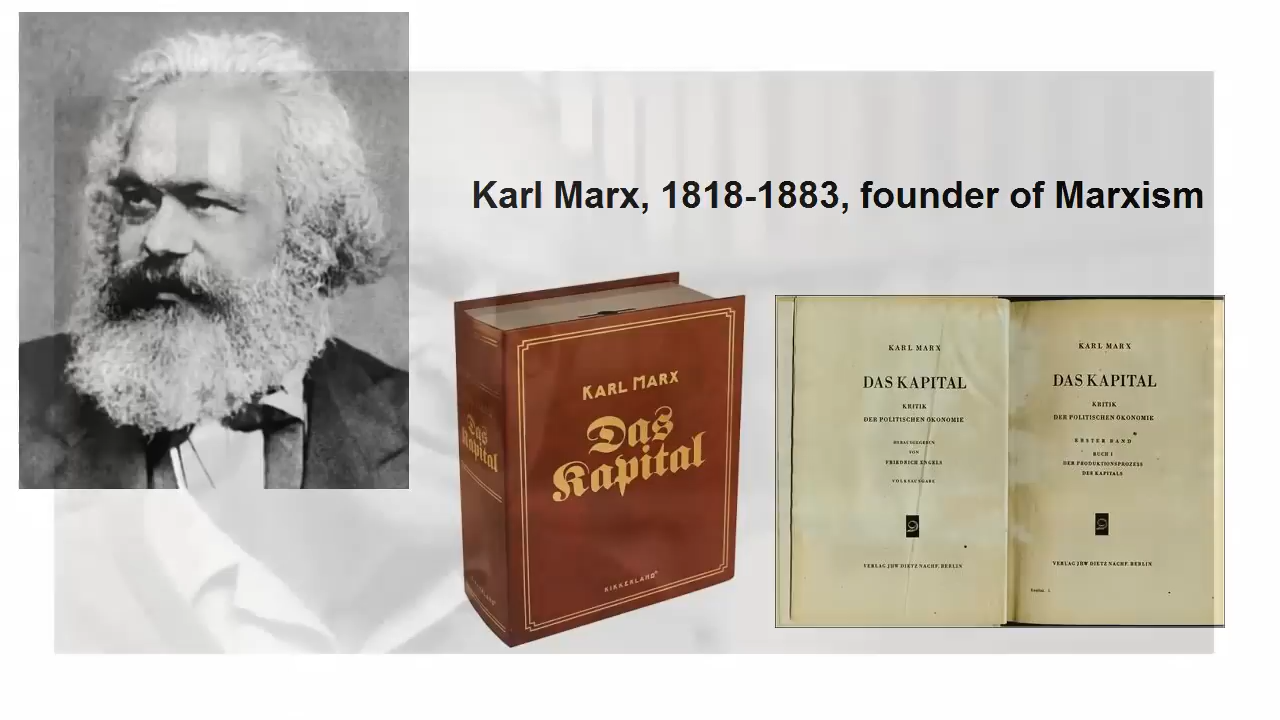 Karl Marx, 1818-1883, founder of Marxism
KARL MARX
Das
Kapital
Das
Kapital
KIKKERLAND
KARL MARX
DAS KAPITAL
KRITIK
DER POLITISCHEN ÖKONOMIE
HERAUSGEGEBEN
VON
FRIEDRICH ENGELS
VOLKSAUSGABE
VERLAG JHW DIETZ NACHF. BERLIN
KARL MARX
DAS KAPITAL
KRITIK
DER POLITISCHEN ÖKONOMIE
ERSTER BAND
BUCH I
DER PRODUKTIONSPROZESS
DES KAPITALS
VERLAG JHW DIETZ NACHF. BERLIN